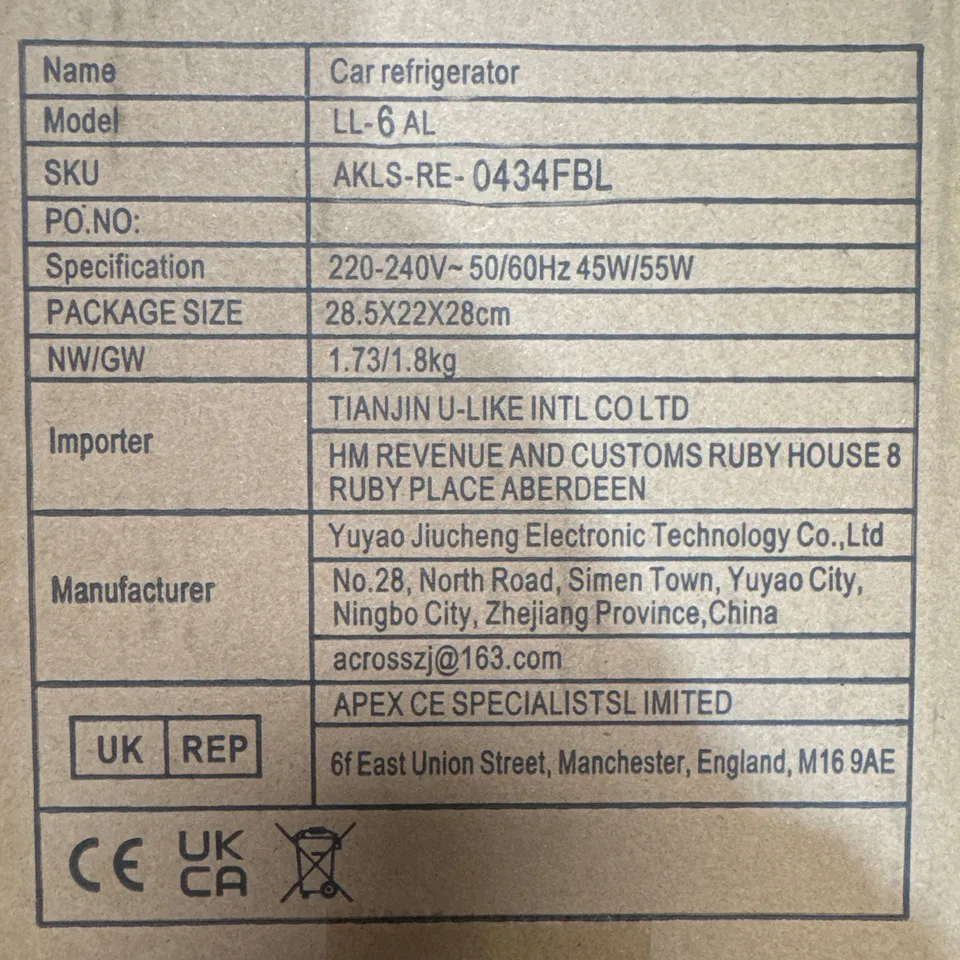 Name Car refrigerator
Model LL-6 AL
SKU AKLS-RE-0434FBL
PO.NO:
Specification 220-240V~ 50/60Hz 45W/55W
PACKAGE SIZE 28.5X22X28cm
NW/GW 1.73/1.8kg
Importer
TIANJIN U-LIKE INTL CO LTD
HM REVENUE AND CUSTOMS RUBY HOUSE 8
RUBY PLACE ABERDEEN
Manufacturer
Yuyao Jiucheng Electronic Technology Co.,Ltd
No.28, North Road, Simen Town, Yuyao City,
Ningbo City, Zhejiang Province,China
acrosszj@163.com
UK REP
APEX CE SPECIALISTSL IMITED
6f East Union Street, Manchester, England, M16 9AE
CE UK
CA